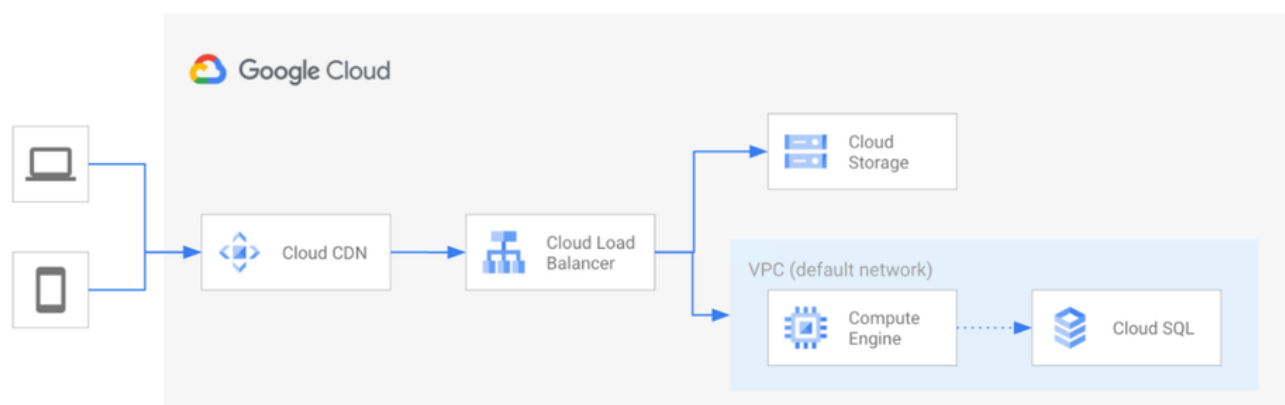 Google Cloud
Cloud
Storage
Cloud CDN
Cloud Load
Balancer
VPC (default network)
Compute
Engine
Cloud SQL